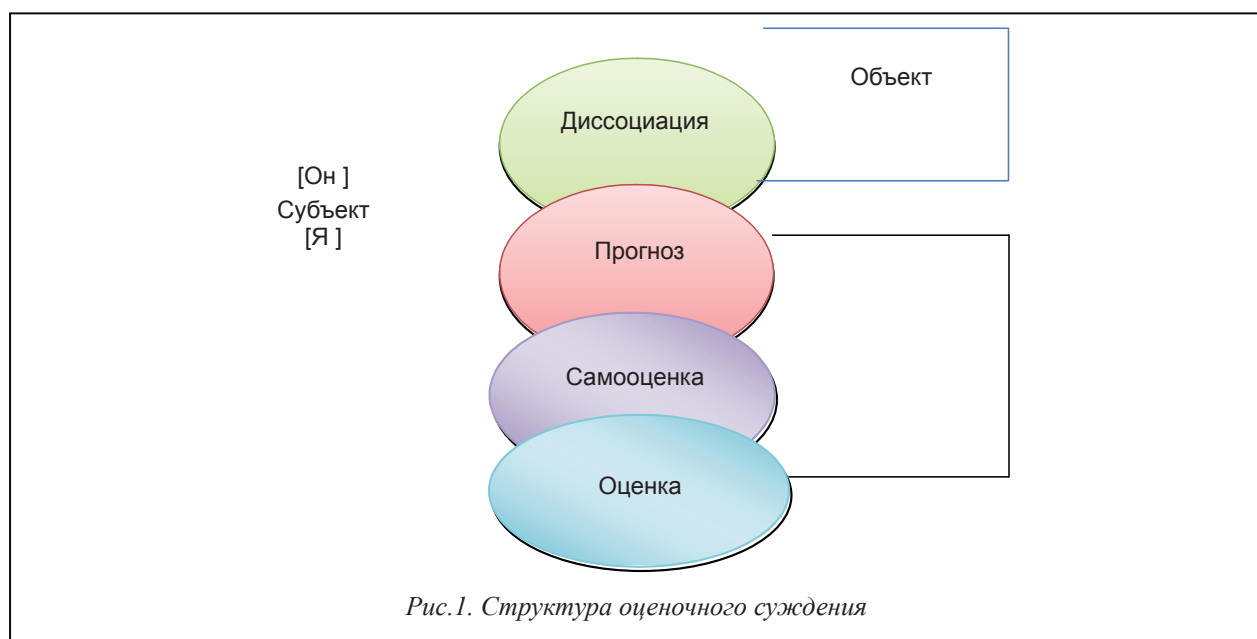 Объект
Диссоциация
[Он ]
Субъект
[Я ]
Прогноз
Самооценка
Оценка
Рис.1. Структура оценочного суждения